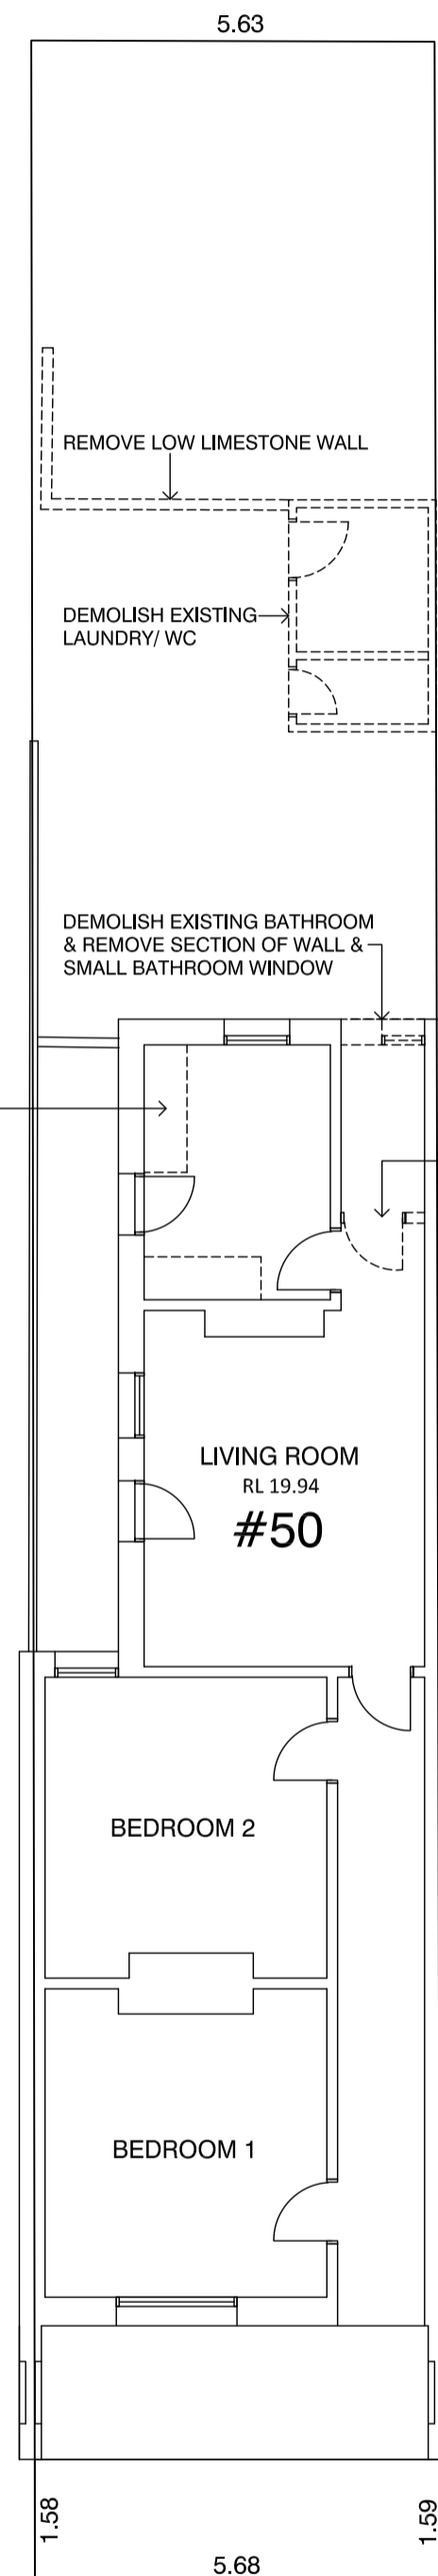 5.63
REMOVE LOW LIMESTONE WALL
DEMOLISH EXISTING
LAUNDRY/ WC
DEMOLISH EXISTING BATHROOM
& REMOVE SECTION OF WALL &
SMALL BATHROOM WINDOW
LIVING ROOM
RL 19.94
#50
BEDROOM 2
BEDROOM 1
1.58
1.59
5.68